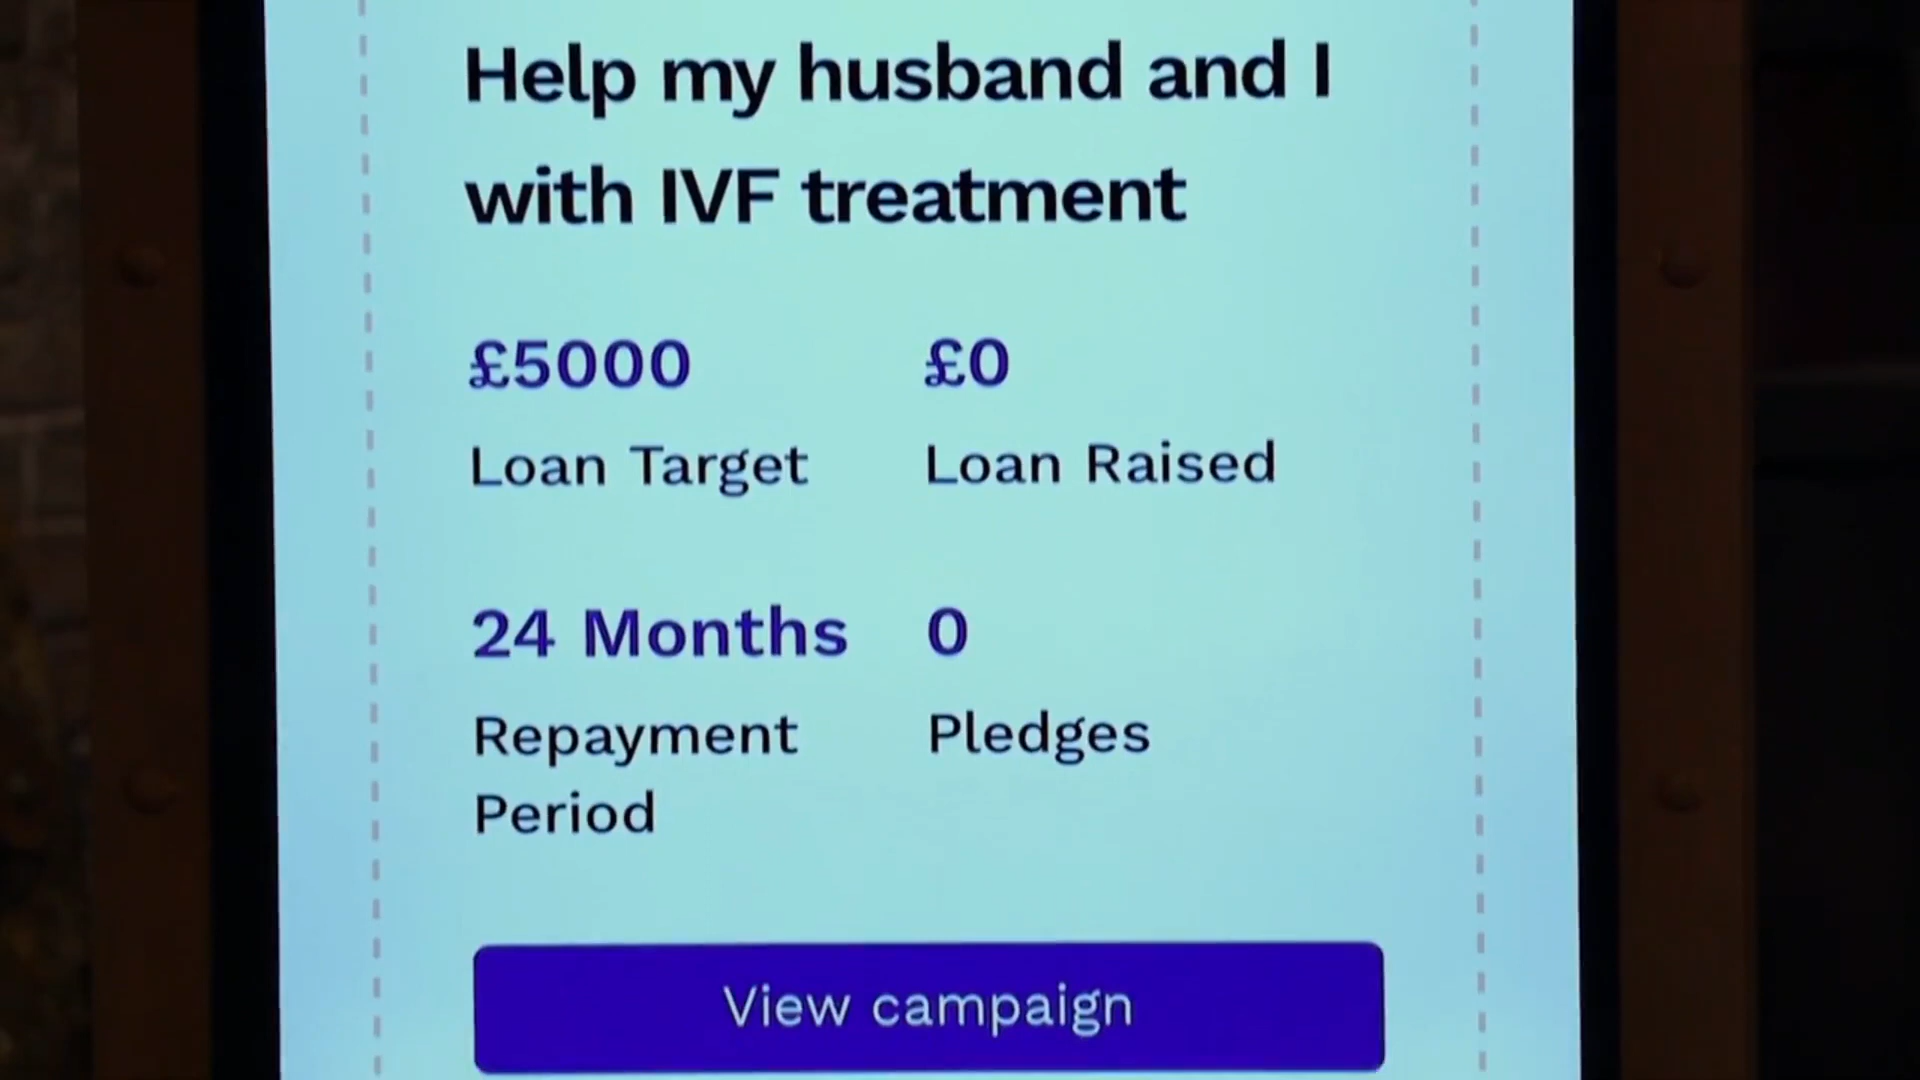 Help my husband and I
with IVF treatment
£5000 £0
Loan Target Loan Raised
24 Months 0
Repayment Pledges
Period
View campaign